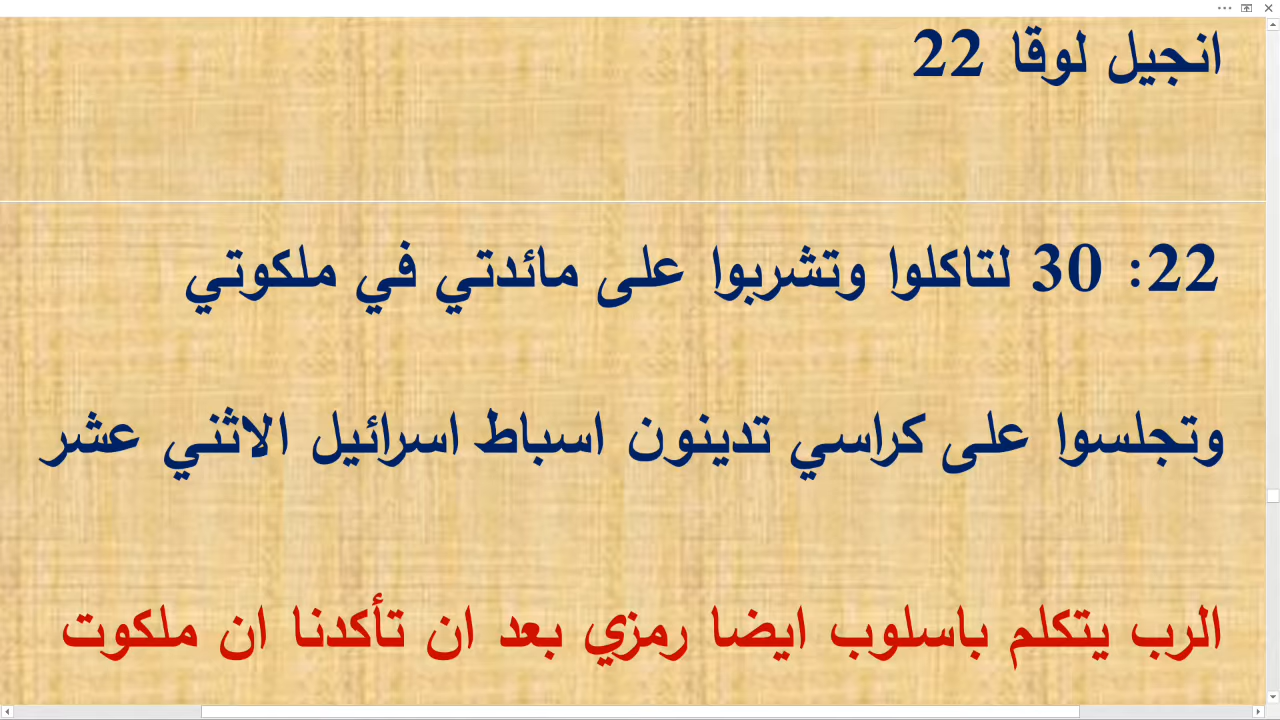 انجيل لوقا 22
22: 30 لتاكلوا وتشربوا على مائدتي في ملكوتي
وتجلسوا على كراسي تدينون اسباط اسرائيل الاثني عشر
الرب يتكلم باسلوب ايضا رمزي بعد ان تأكدنا ان ملكوت